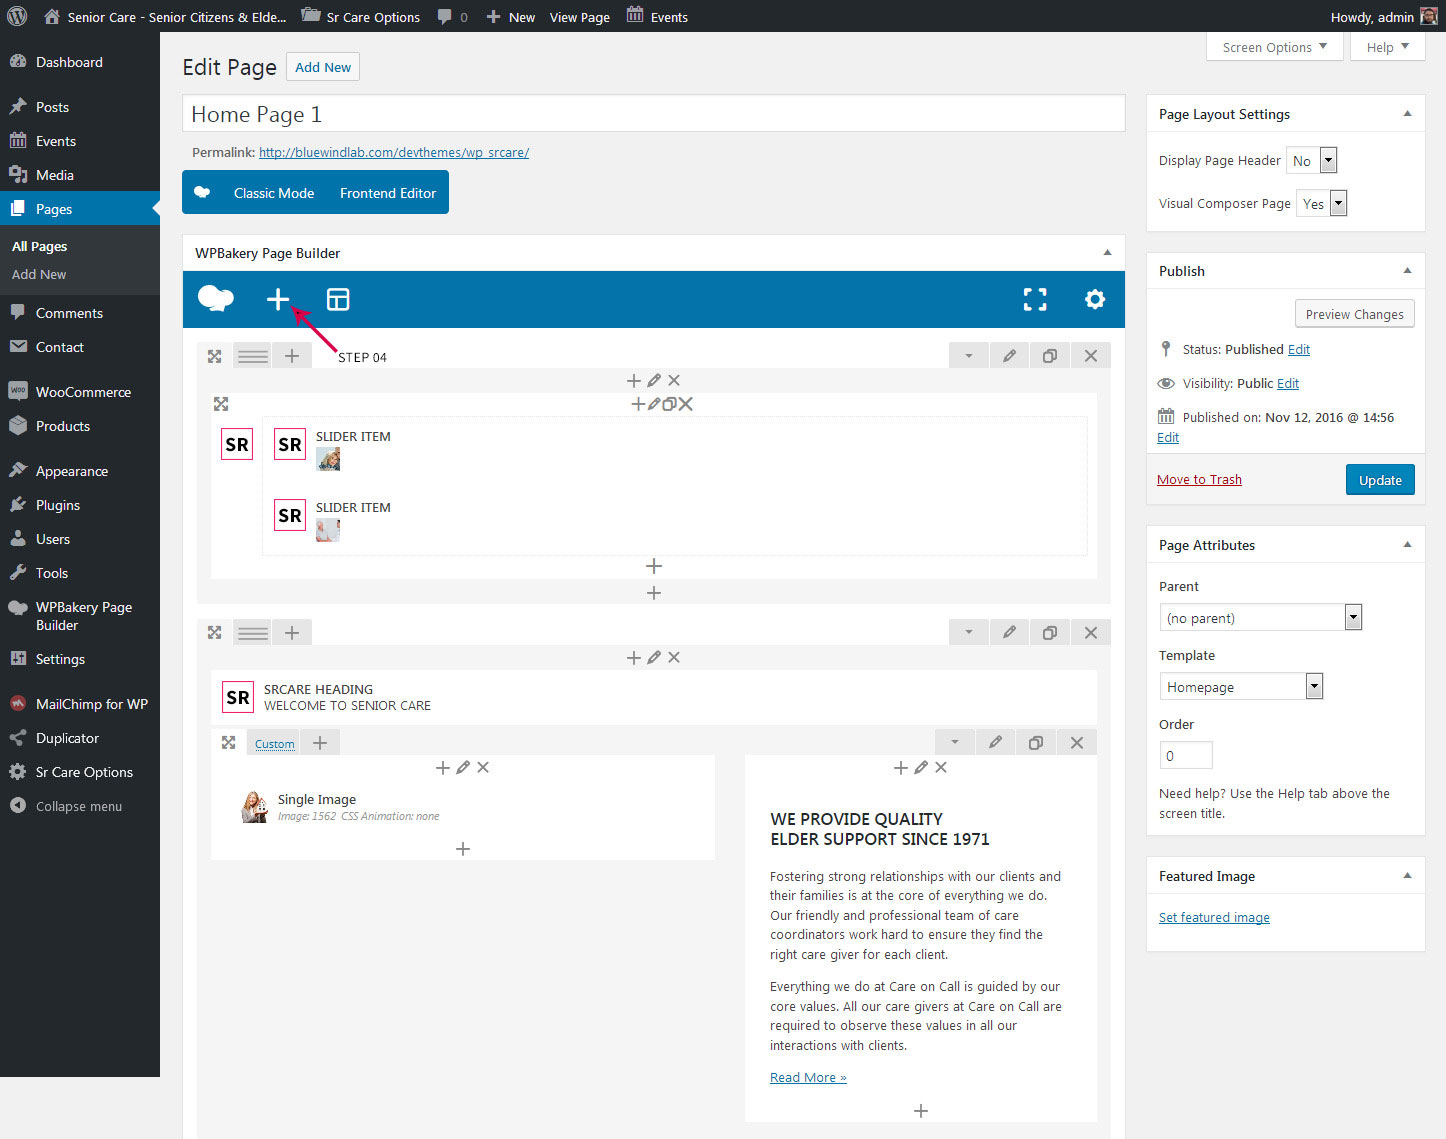 Senior Care - Senior Citizens & Elde...
Sr Care Options
0
New
View Page
Events
Howdy, admin
Dashboard
Posts
Events
Media
Pages
All Pages
Add New
Comments
Contact
WooCommerce
Products
Appearance
Plugins
Users
Tools
WPBakery Page
Builder
Settings
MailChimp for WP
Duplicator
Sr Care Options
Collapse menu
Screen Options
Help
Edit Page
Add New
Home Page 1
Permalink: http://bluewindlab.com/devthemes/wp_srcare/
Classic Mode
Frontend Editor
WPBakery Page Builder
STEP 04
SR
SR
SLIDER ITEM
SR
SLIDER ITEM
SR
SRCARE HEADING
WELCOME TO SENIOR CARE
Custom
Single Image
Image: 1562 CSS Animation: none
WE PROVIDE QUALITY
ELDER SUPPORT SINCE 1971
Fostering strong relationships with our clients and
their families is at the core of everything we do.
Our friendly and professional team of care
coordinators work hard to ensure they find the
right care giver for each client.
Everything we do at Care on Call is guided by our
core values. All our care givers at Care on Call are
required to observe these values in all our
interactions with clients.
Read More »
Page Layout Settings
Display Page Header
No
Visual Composer Page
Yes
Publish
Preview Changes
Status: Published Edit
Visibility: Public Edit
Published on: Nov 12, 2016 @ 14:56
Edit
Move to Trash
Update
Page Attributes
Parent
(no parent)
Template
Homepage
Order
0
Need help? Use the Help tab above the
screen title.
Featured Image
Set featured image